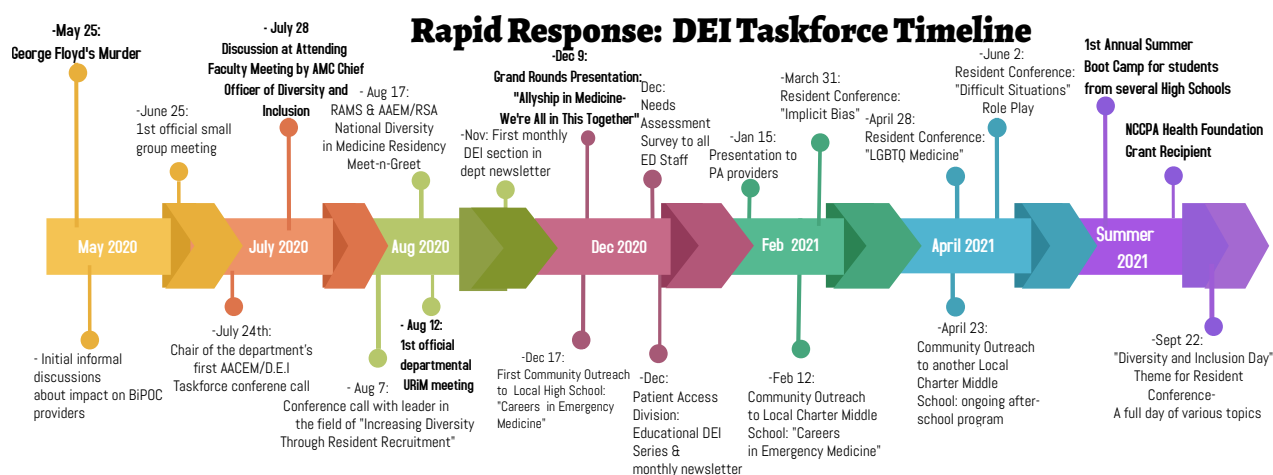 Rapid Response: DEI Taskforce Timeline
-May 25:
George Floyd's Murder
-June 25:
1st official small
group meeting
- July 28
Discussion at Attending
Faculty Meeting by AMC Chief
Officer of Diversity and
Inclusion
- Aug 17:
RAMS & AAEM/RSA
National Diversity
in Medicine Residency
Meet-n-Greet
-Nov: First monthly
DEI section in
dept newsletter
-Dec 9:
Grand Rounds Presentation:
"Allyship in Medicine-
We're All in This Together"
Dec:
Needs
Assessment
Survey to all
ED Staff
-Jan 15:
Presentation to
PA providers
-March 31:
Resident Conference:
"Implicit Bias"
-April 28:
Resident Conference:
"LGBTQ Medicine"
-June 2:
Resident Conference:
"Difficult Situations"
Role Play
1st Annual Summer
Boot Camp for students
from several High Schools
NCCPA Health Foundation
Grant Recipient
May 2020
July 2020
Aug 2020
Dec 2020
Feb 2021
April 2021
Summer
2021
- Initial informal
discussions
about impact on BiPOC
providers
-July 24th:
Chair of the department's
first AACEM/D.E.I
Taskforce conferene call
- Aug 7:
Conference call with leader in
the field of "Increasing Diversity
Through Resident Recruitment"
- Aug 12:
1st official
departmental
URiM meeting
-Dec 17:
First Community Outreach
to Local High School:
"Careers in Emergency
Medicine"
-Dec:
Patient Access
Division:
Educational DEI
Series &
monthly newsletter
-Feb 12:
Community Outreach
to Local Charter Middle
School: "Careers
in Emergency Medicine"
-April 23:
Community Outreach
to another Local
Charter Middle
School: ongoing after-
school program
-Sept 22:
"Diversity and Inclusion Day"
Theme for Resident
Conference-
A full day of various topics